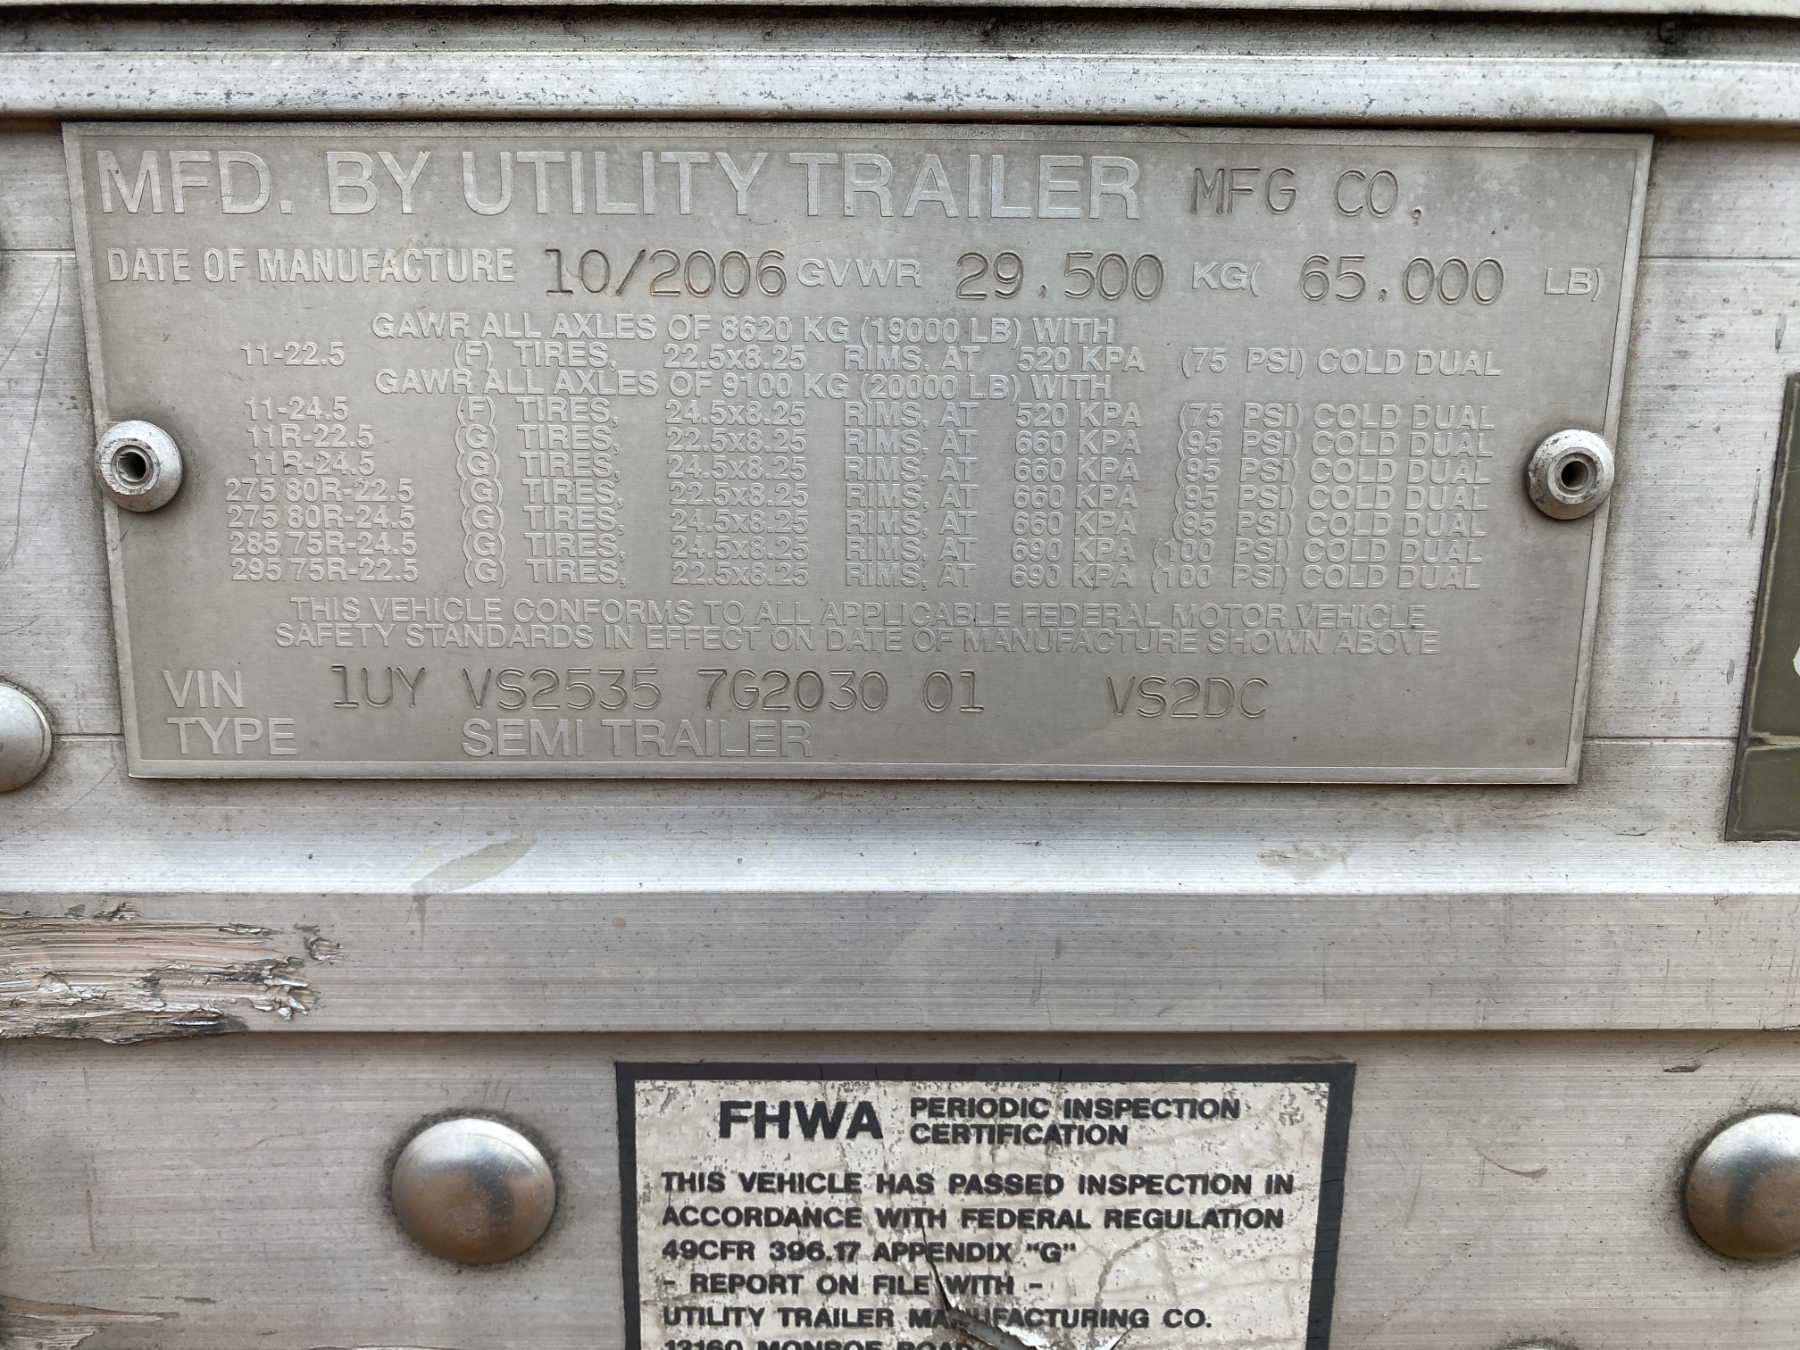 MFD. BY UTILITY TRAILER MFG CO.
DATE OF MANUFACTURE 10/2006 GVWR 29,500 KG( 65,000 LB)
GAWR ALL AXLES OF 8620 KG (19000 LB) WITH
11-22.5 (F) TIRES, 22.5x8.25 RIMS, AT 520 KPA (75 PSI) COLD DUAL
GAWR ALL AXLES OF 9100 KG (20000 LB) WITH
11-24.5 (F) TIRES, 24.5x8.25 RIMS, AT 520 KPA (75 PSI) COLD DUAL
11R-22.5 (G) TIRES, 22.5x8.25 RIMS, AT 660 KPA (95 PSI) COLD DUAL
11R-24.5 (G) TIRES, 24.5x8.25 RIMS, AT 660 KPA (95 PSI) COLD DUAL
275/80R-22.5 (G) TIRES, 22.5x8.25 RIMS, AT 660 KPA (95 PSI) COLD DUAL
275/80R-24.5 (G) TIRES, 24.5x8.25 RIMS, AT 660 KPA (95 PSI) COLD DUAL
285/75R-24.5 (G) TIRES, 24.5x8.25 RIMS, AT 690 KPA (100 PSI) COLD DUAL
295/75R-22.5 (G) TIRES, 22.5x8.25 RIMS, AT 690 KPA (100 PSI) COLD DUAL
THIS VEHICLE CONFORMS TO ALL APPLICABLE FEDERAL MOTOR VEHICLE
SAFETY STANDARDS IN EFFECT ON DATE OF MANUFACTURE SHOWN ABOVE
VIN 1UY VS2535 7G2030 01 VS2DC
TYPE SEMI TRAILER
FHWA PERIODIC INSPECTION
CERTIFICATION
THIS VEHICLE HAS PASSED INSPECTION IN
ACCORDANCE WITH FEDERAL REGULATION
49CFR 396.17 APPENDIX "G"
- REPORT ON FILE WITH -
UTILITY TRAILER MANUFACTURING CO.
13160 MONROE ROAD